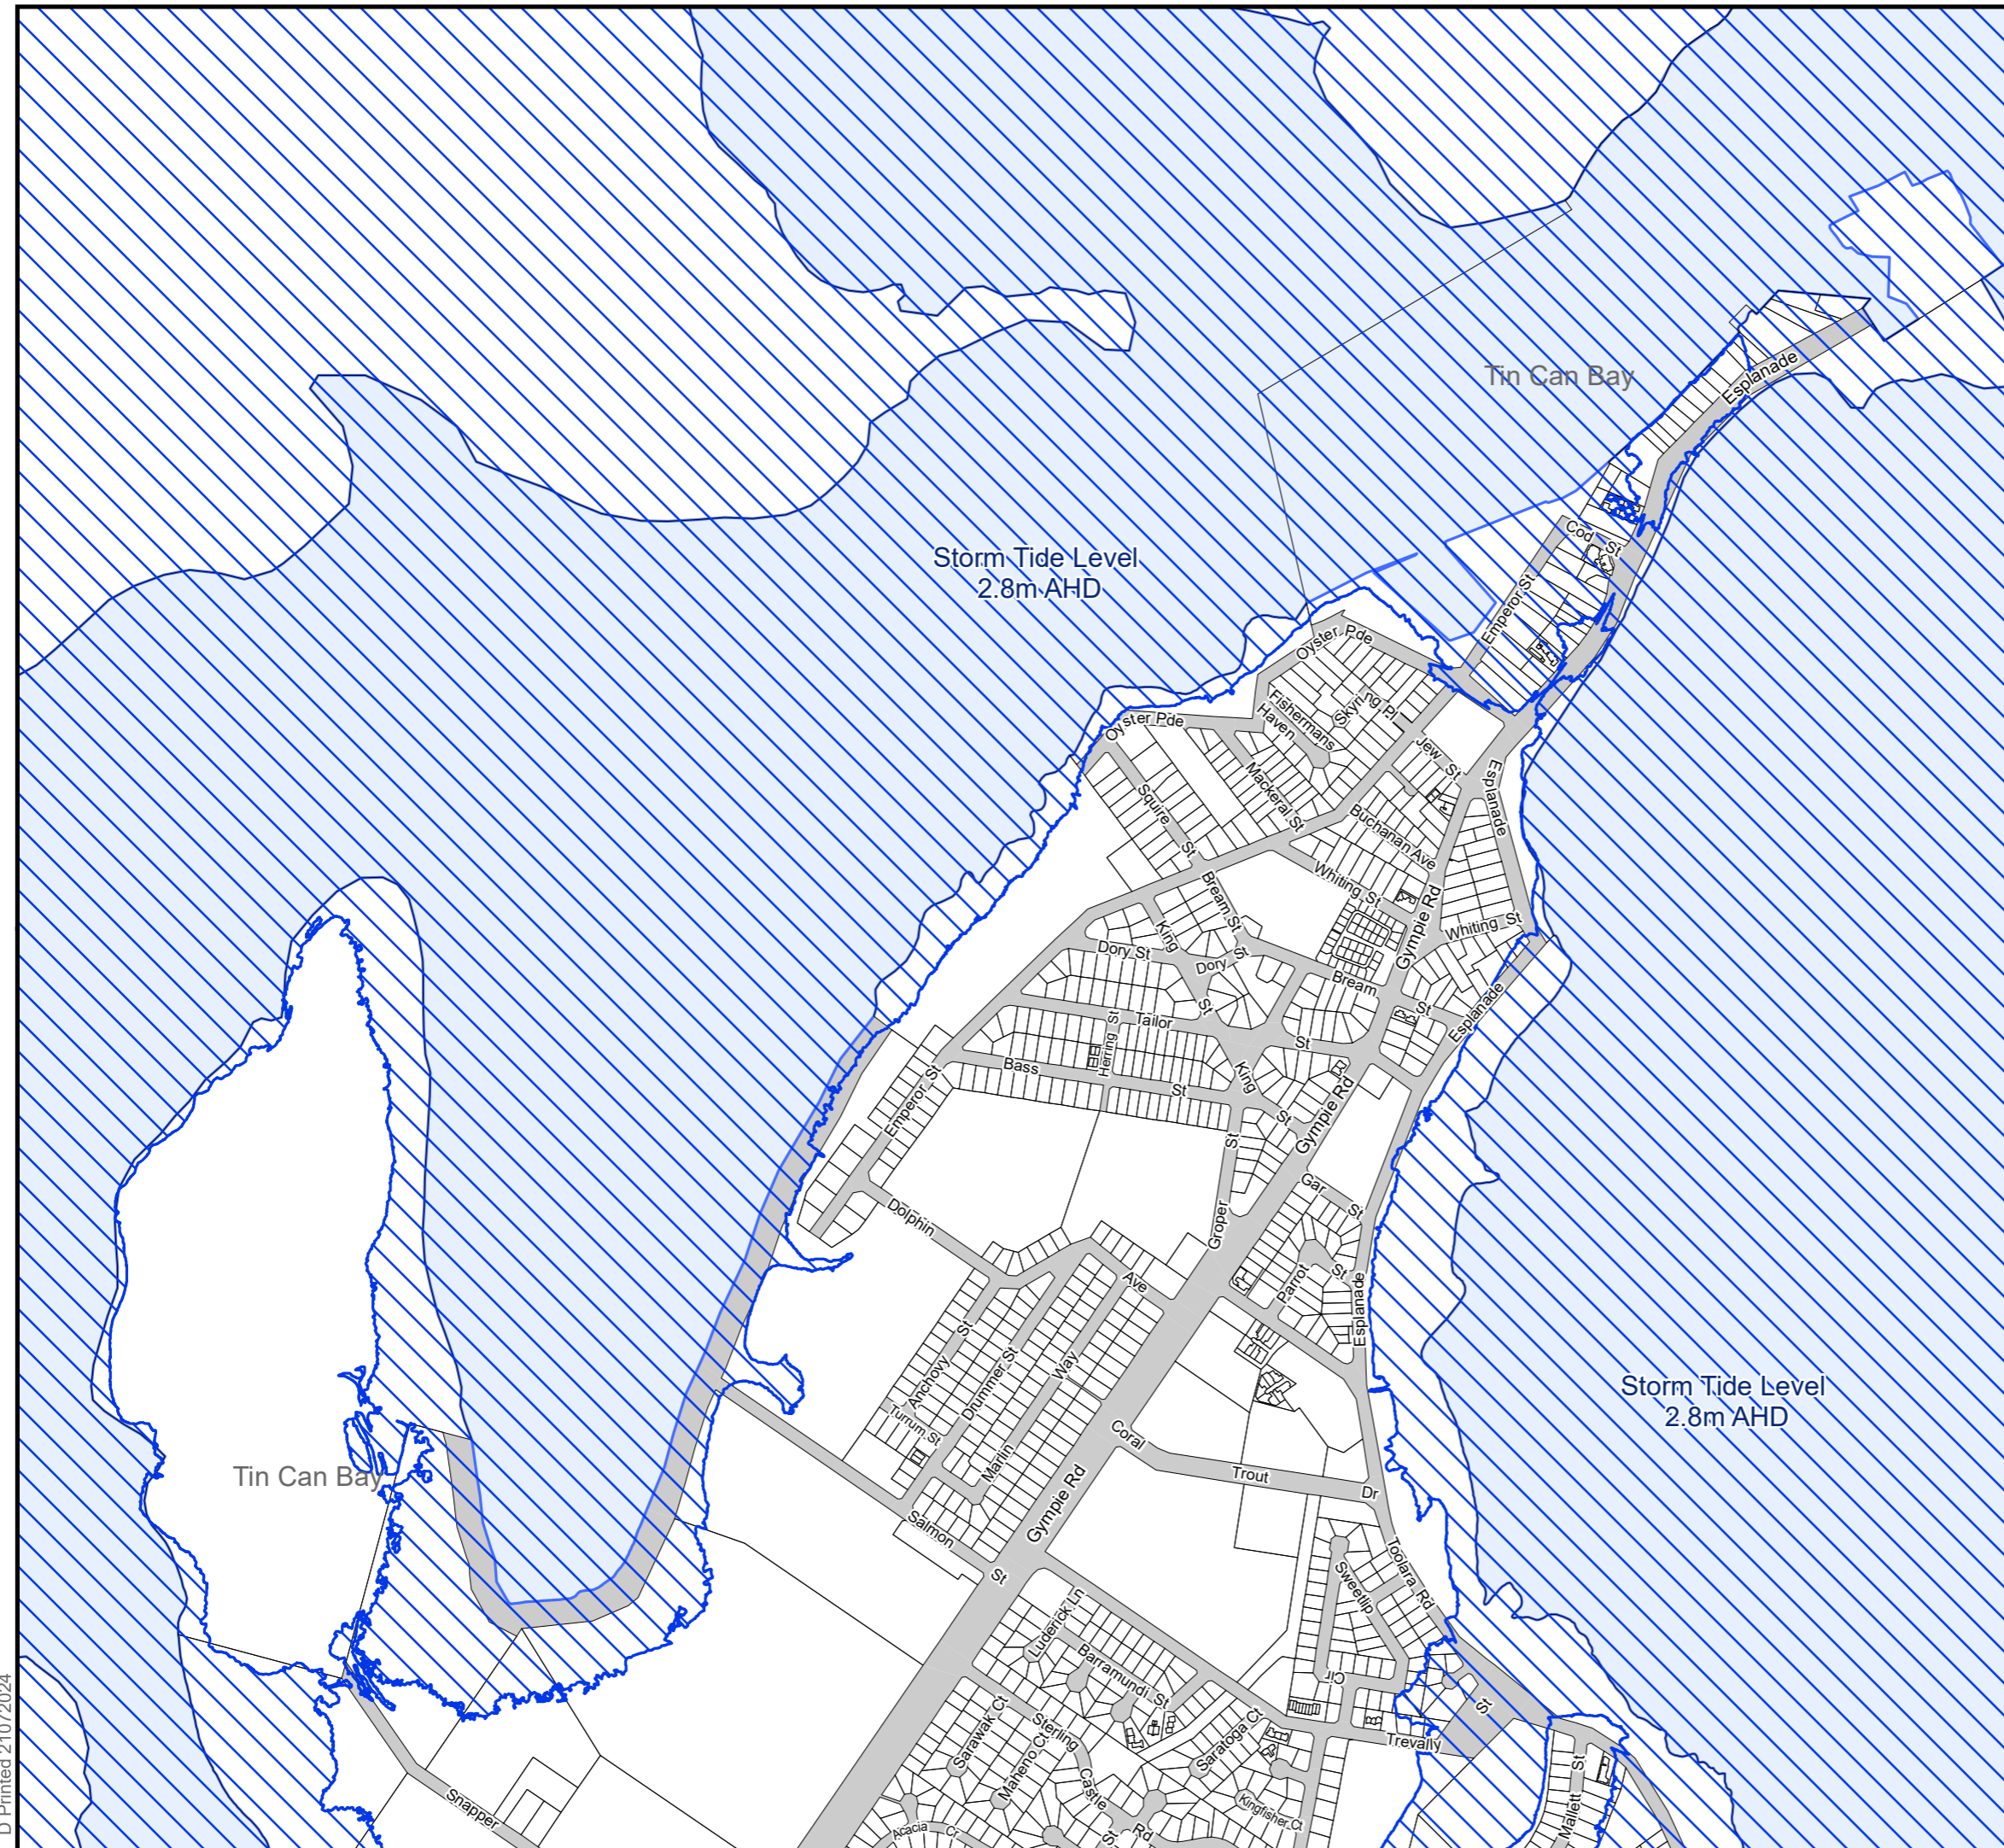 Tin Can Bay
Esplanade
Storm Tide Level
2.8m AHD
Cod St
Emperor St
Oyster Pde
Skyring Pl
Fishermans
Haven
Oyster Pde
Jew St
Esplanade
Mackeral St
Squire St
Buchanan Ave
Whiting St
Bream St
Gympie Rd
Whiting St
King
Dory St
Dory St
Bream
St
Esplanade
St
Tailor
St
Herring St
Bass
St
King
St
Emperor St
Gympie Rd
St
Groper
Gar
St
Dolphin
Ave
Parrot
St
Esplanade
St
Anchovy
Drummer St
Way
Marlin
Turrum St
Storm Tide Level
2.8m AHD
Coral
Trout
Dr
Tin Can Bay
Gympie Rd
Salmon
St
Toolara Rd
Sweetlip
Cir
Luderick Ln
Barramundi St
St
Sterling
Sarawak Ct
Maheno Ct
Saratoga Ct
Trevally
Castle
Rd
St
Kingfisher Ct
St
Mallett
Snapper
Acacia
Cr
D Printed 21072024